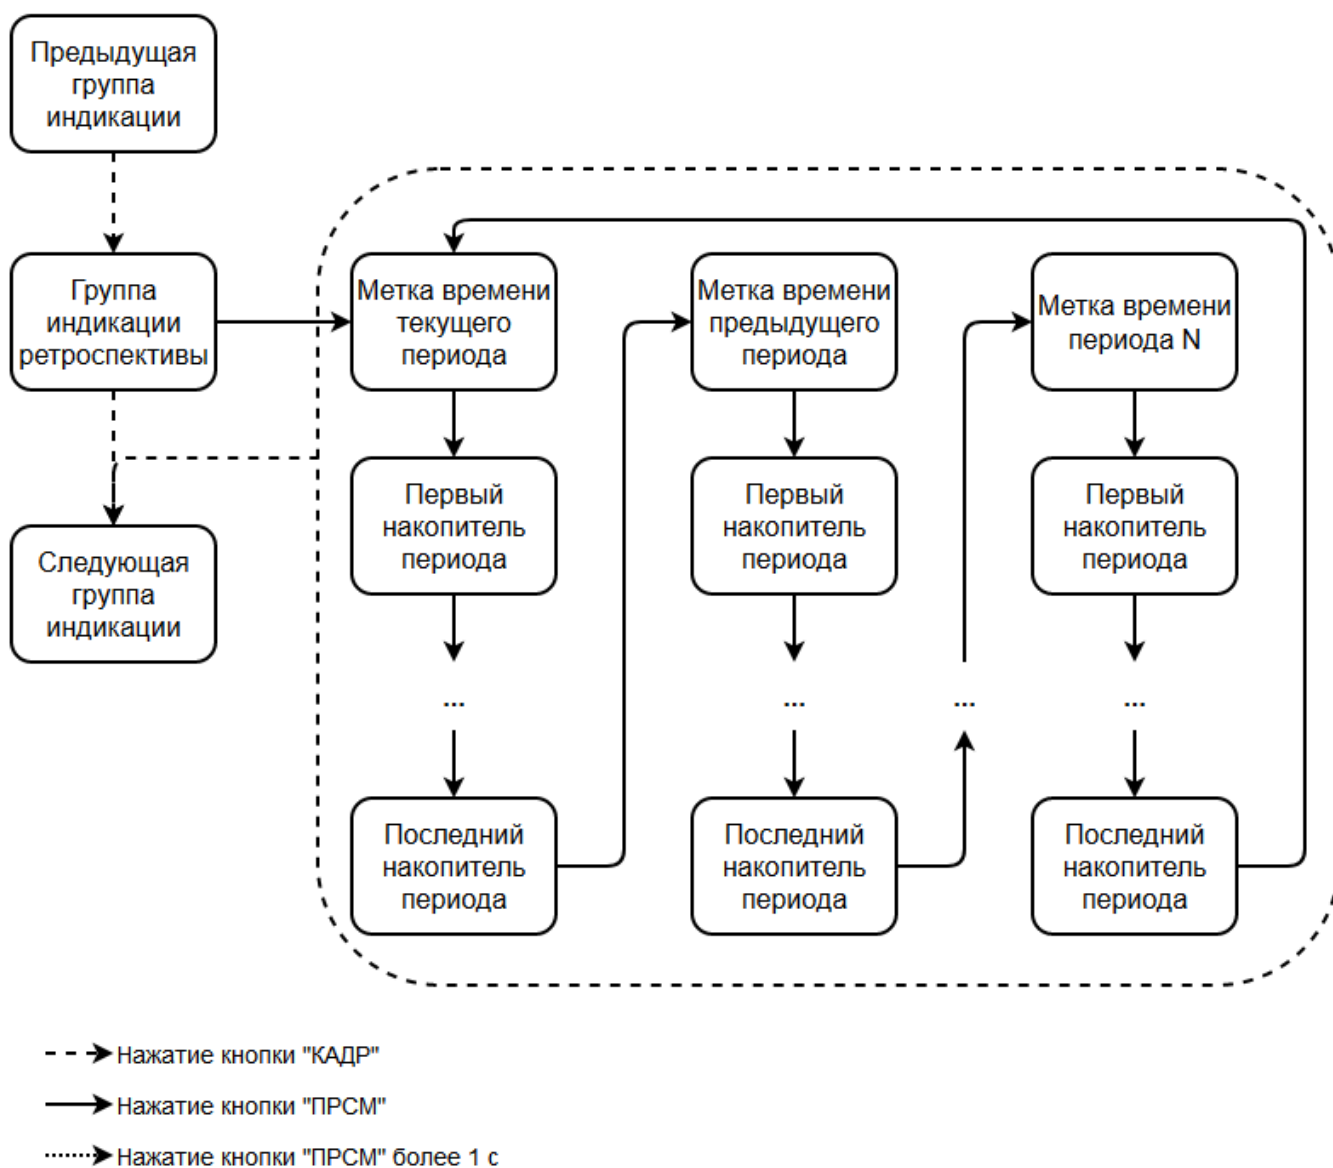 Предыдущая
группа
индикации
Группа
индикации
ретроспективы
Метка времени
текущего
периода
Метка времени
предыдущего
периода
Метка времени
периода N
Первый
накопитель
периода
Первый
накопитель
периода
Первый
накопитель
периода
Следующая
группа
индикации
...
...
...
...
Последний
накопитель
периода
Последний
накопитель
периода
Последний
накопитель
периода
Нажатие кнопки "КАДР"
Нажатие кнопки "ПРСМ"
Нажатие кнопки "ПРСМ" более 1 с